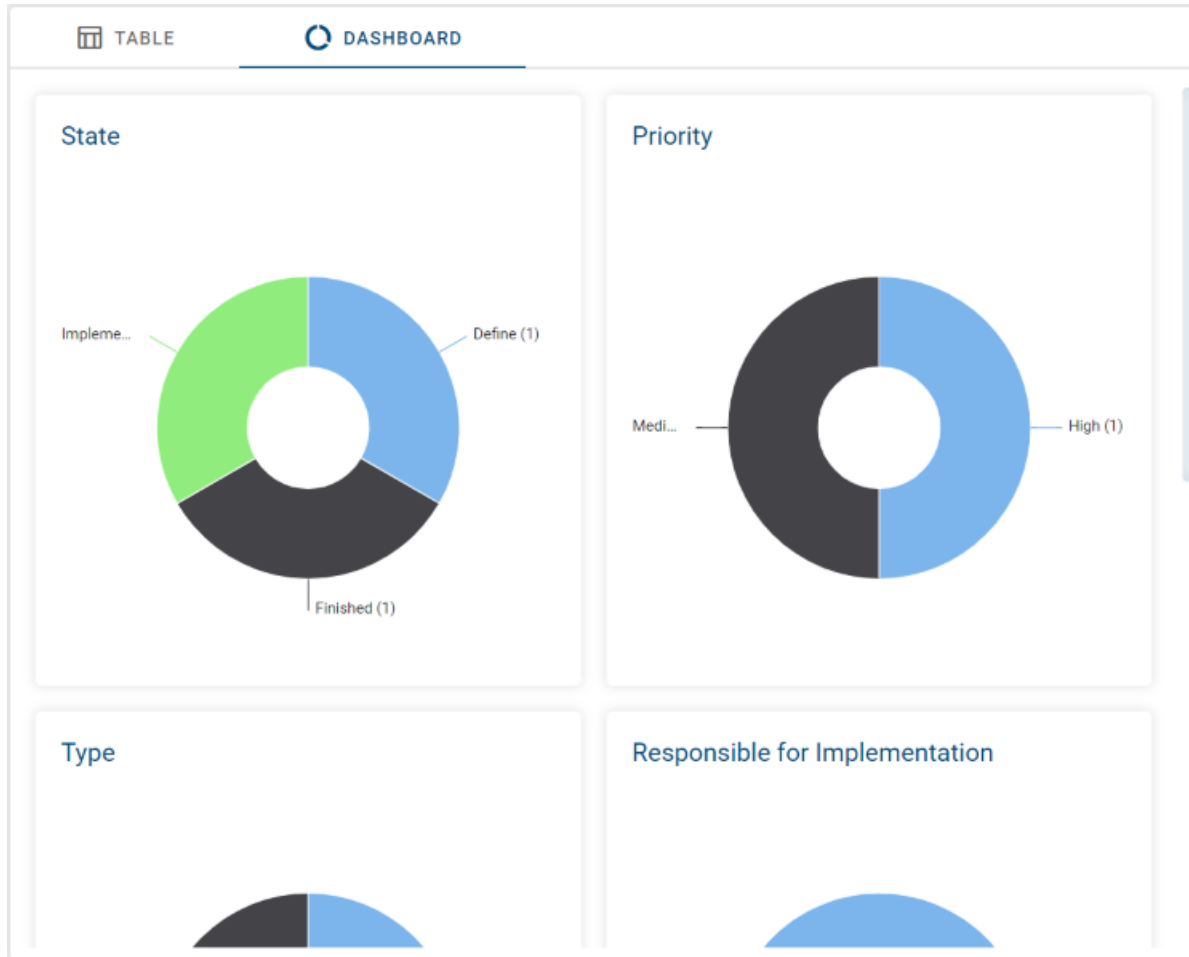 TABLE
DASHBOARD
State
Impleme...
Define (1)
Finished (1)
Priority
Medi...
High (1)
Type
Responsible for Implementation